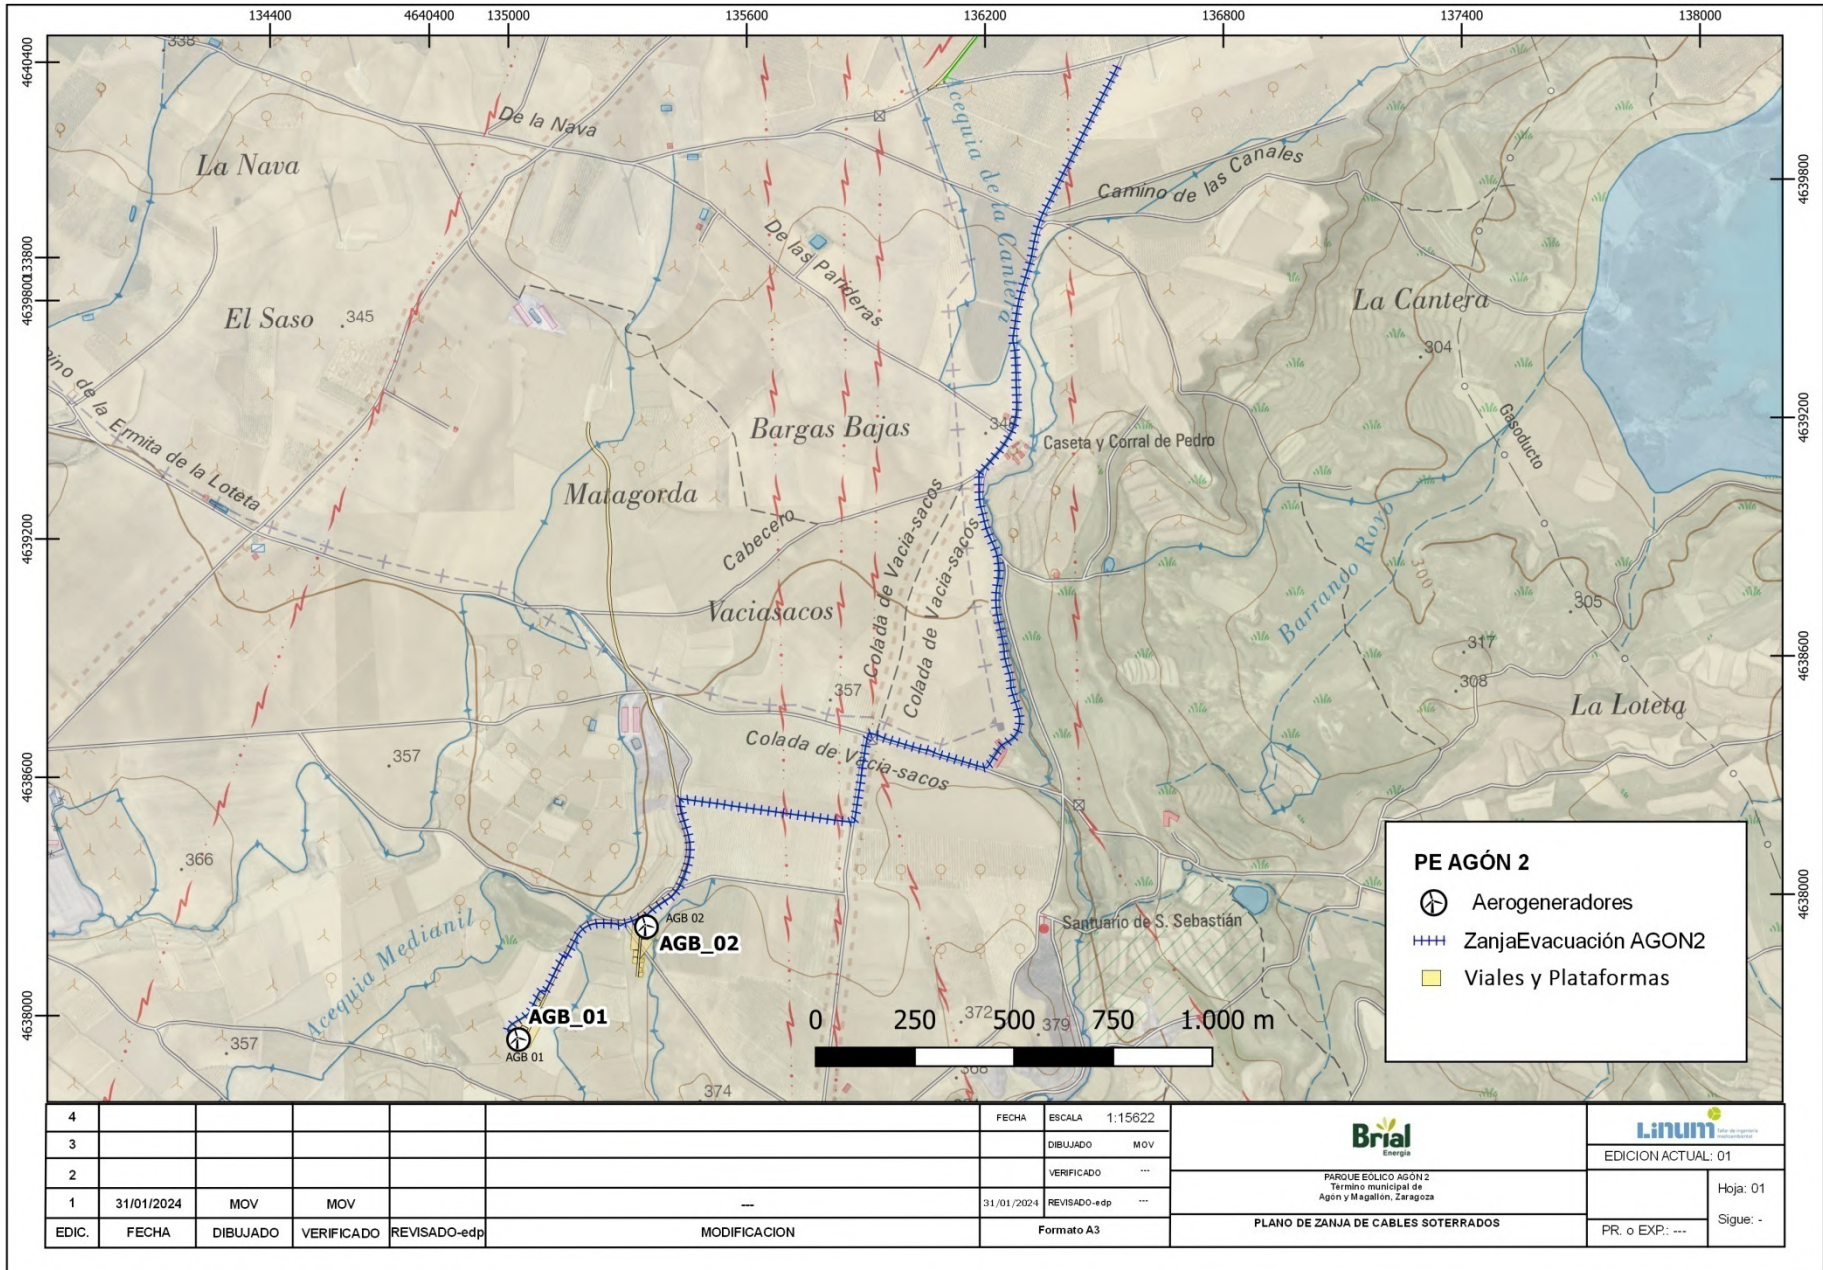 134400
4640400
135000
135600
136200
136800
137400
138000
4640400
338
De la Nava
La Nava
Acequia de la Cantera
Camino de las Canales
4639800
4639800
De las Parideras
El Saso
345
La Cantera
304
Ermita de la Loteta
Bargas Bajas
Caseta y Corral de Pedro
4639200
Gasoducto
Matagorda
Cabecero
Colada de Vacia-sacos
Colada de Vacia-sacos
Barranco Royo
300
4639200
Vaciasacos
305
317
308
4638600
357
La Loteta
Colada de Vacia-sacos
357
4638600
366
PE AGÓN 2
Aerogeneradores
ZanjaEvacuación AGON2
Viales y Plataformas
4638000
AGB 02
AGB_02
Santuario de S. Sebastián
Acequia Medianil
AGB_01
AGB 01
4638000
357
372
379
0 250 500 750 1.000 m
368
374
4
3
2
1 31/01/2024 MOV MOV ---
EDIC. FECHA DIBUJADO VERIFICADO REVISADO-edp MODIFICACION
FECHA ESCALA 1:15622
DIBUJADO MOV
VERIFICADO ---
31/01/2024 REVISADO-edp ---
Formato A3
Brial
Energía
PARQUE EÓLICO AGÓN 2
Término municipal de
Agón y Magallón, Zaragoza
PLANO DE ZANJA DE CABLES SOTERRADOS
Linum
EDICION ACTUAL: 01
Hoja: 01
Sigue: -
PR. o EXP.: ---